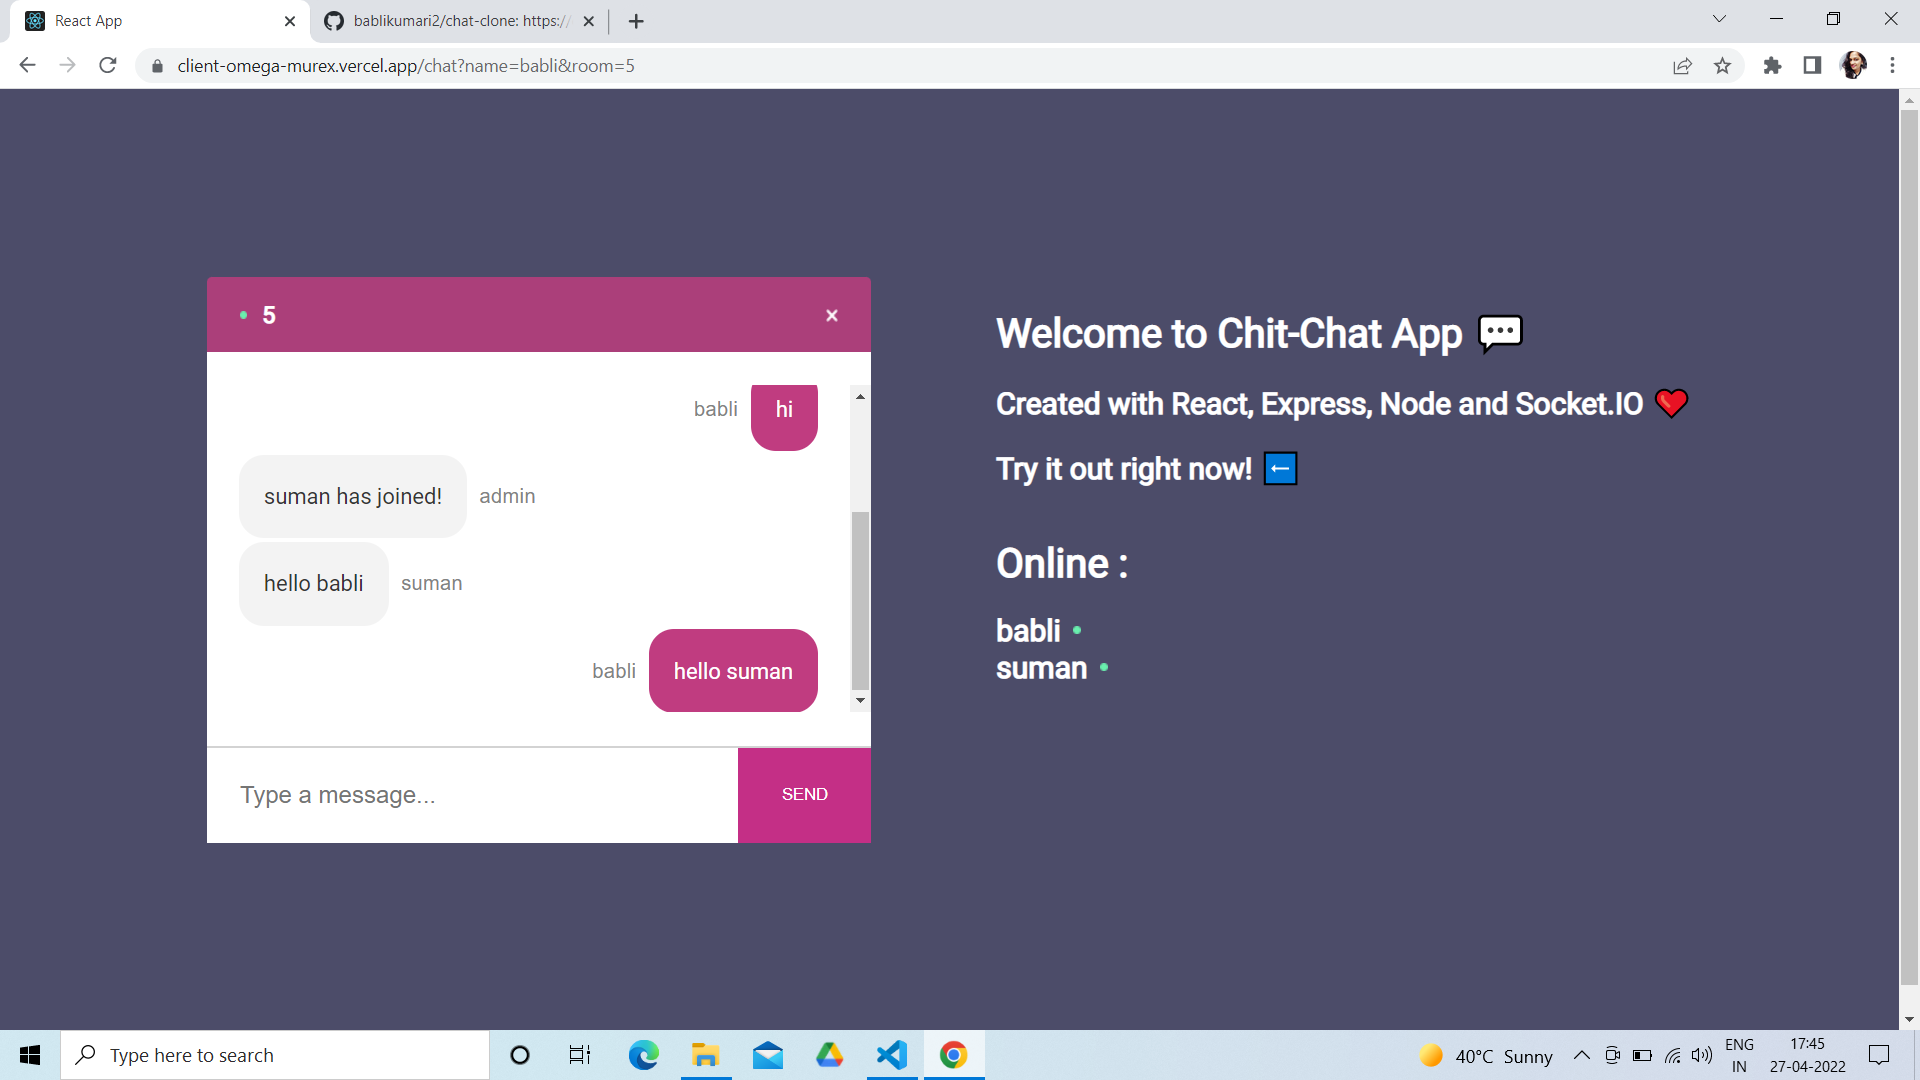 React App
bablikumari2/chat-clone: https://
client-omega-murex.vercel.app/chat?name=babli&room=5
5
babli hi
suman has joined! admin
hello babli suman
babli hello suman
Type a message...
SEND
Welcome to Chit-Chat App
Created with React, Express, Node and Socket.IO
Try it out right now!
Online :
babli
suman
Type here to search
40°C Sunny
ENG
IN
17:45
27-04-2022